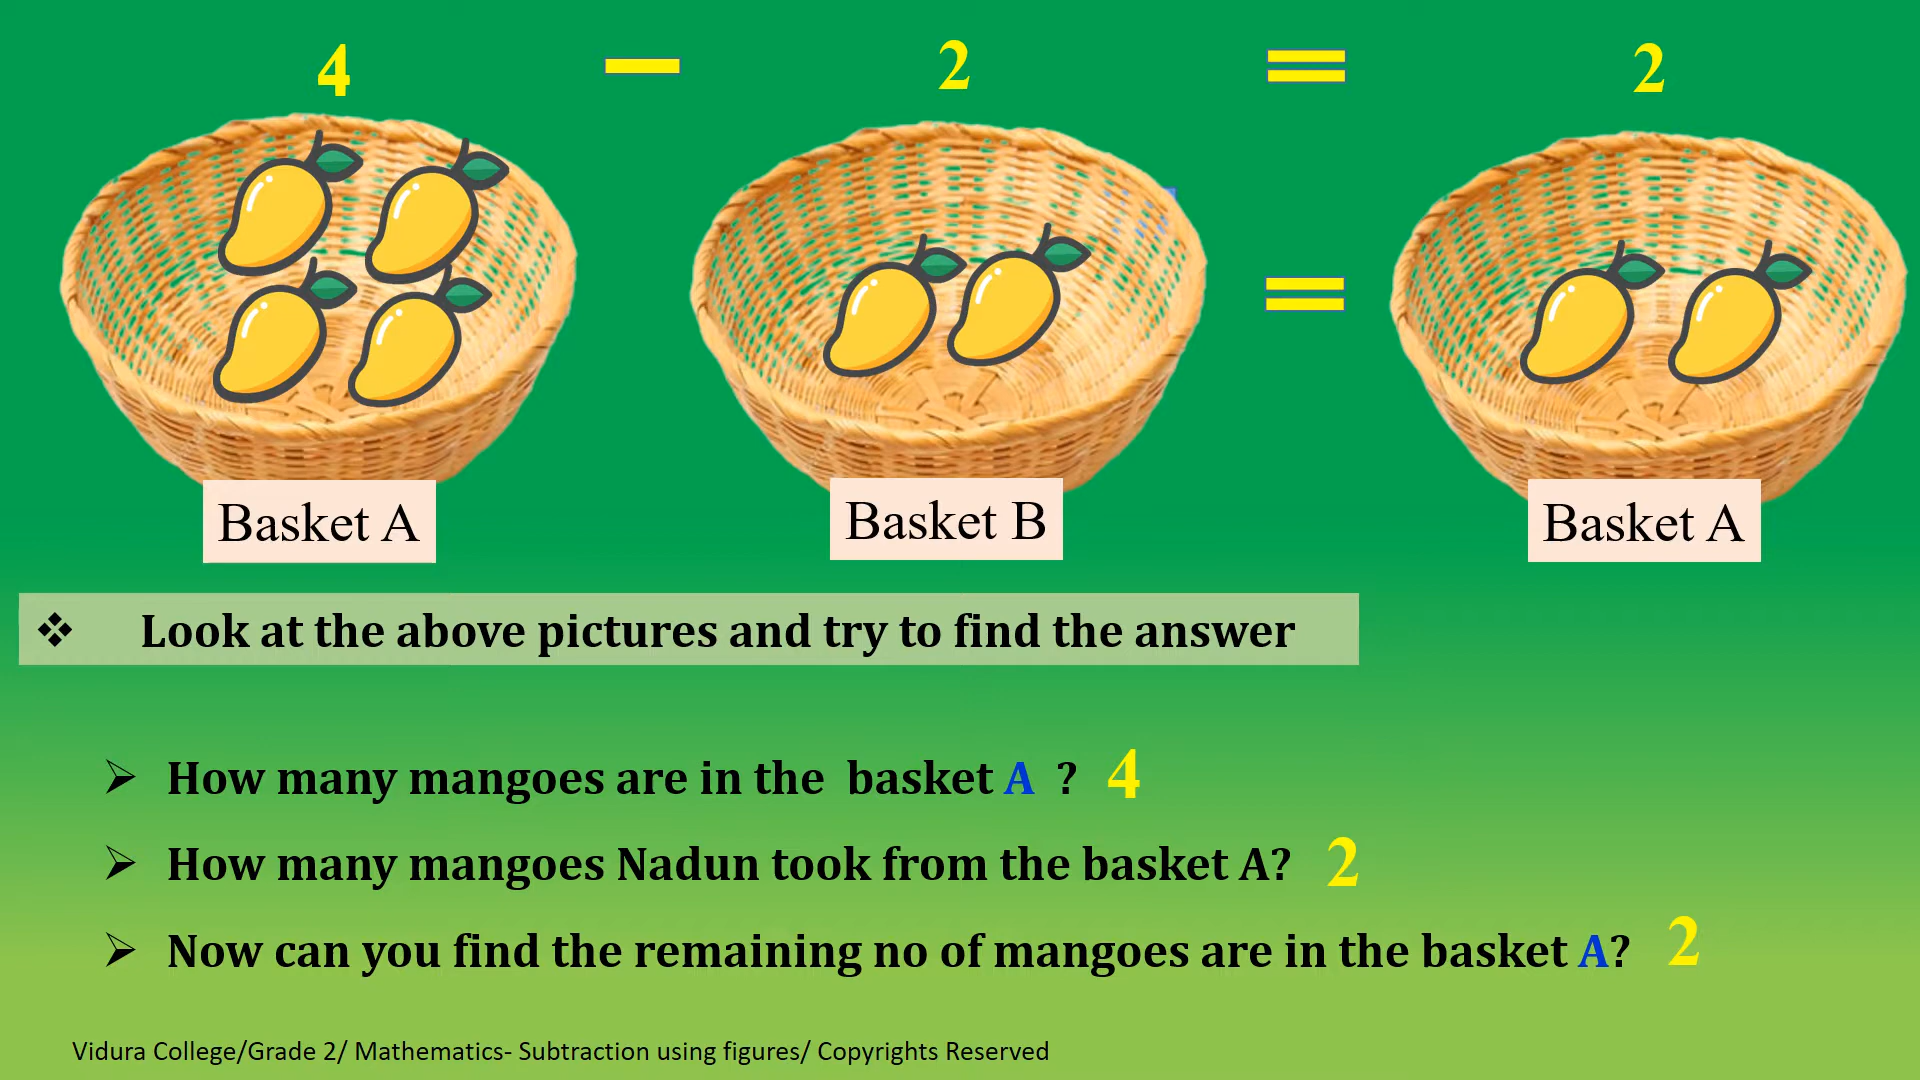 4 − 2 = 2
=
Basket A
Basket B
Basket A
❖ Look at the above pictures and try to find the answer
➢ How many mangoes are in the basket A ? 4
➢ How many mangoes Nadun took from the basket A? 2
➢ Now can you find the remaining no of mangoes are in the basket A? 2
Vidura College/Grade 2/ Mathematics- Subtraction using figures/ Copyrights Reserved